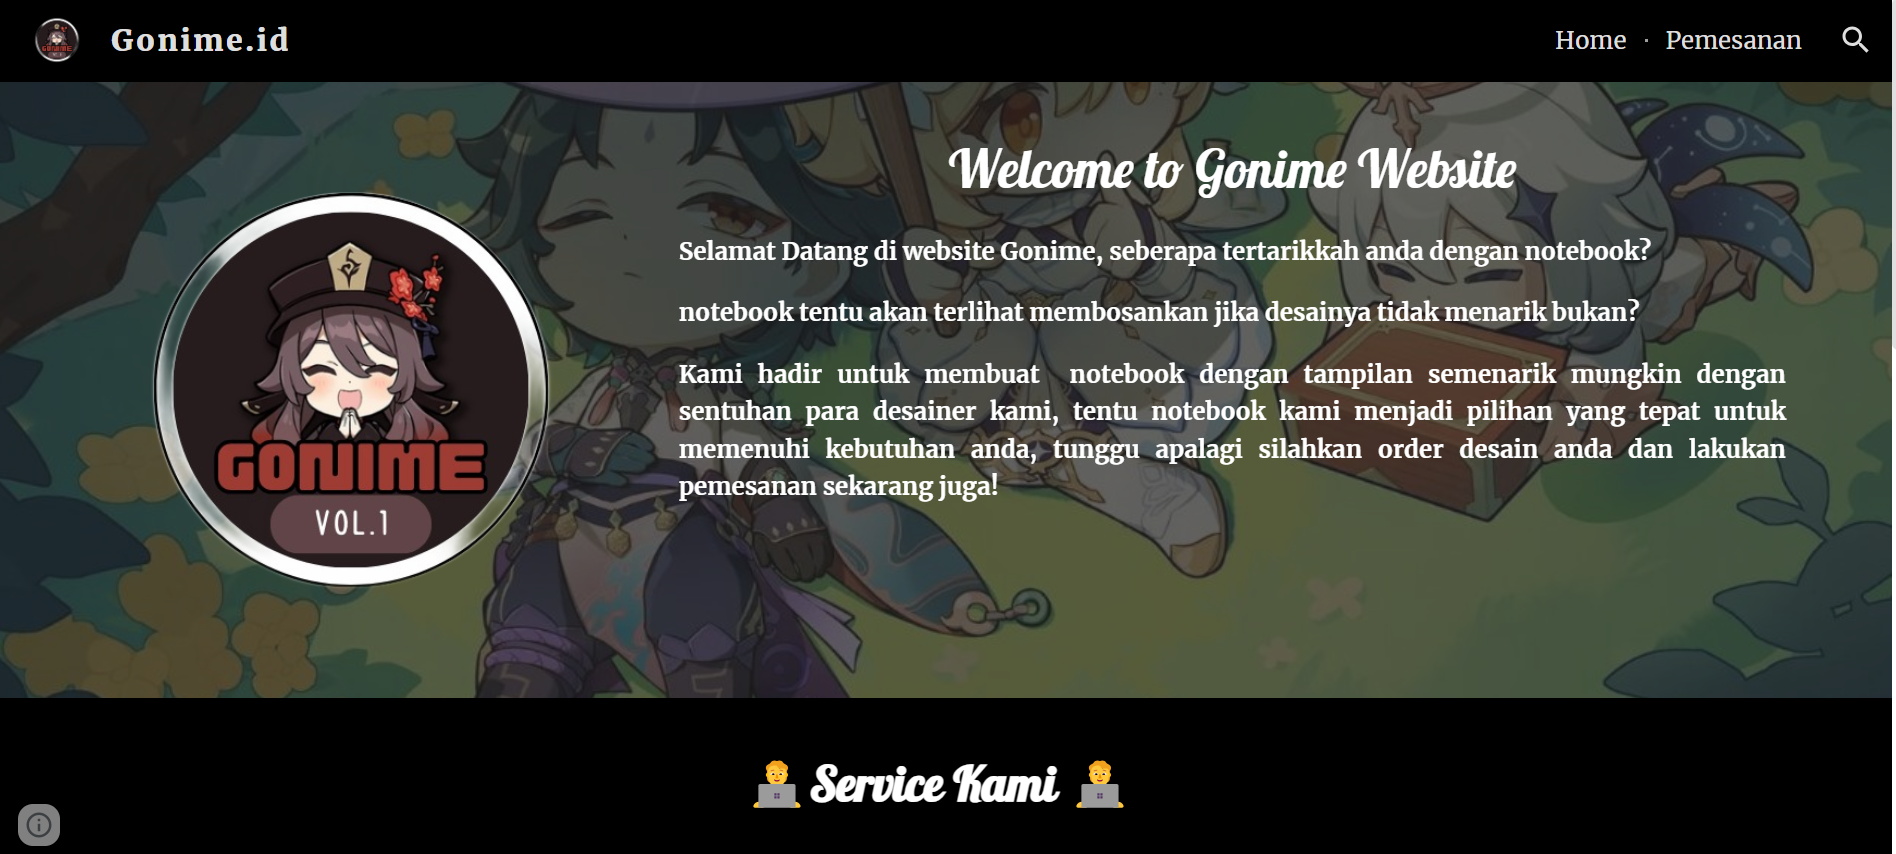 Gonime.id
Home · Pemesanan
Welcome to Gonime Website
Selamat Datang di website Gonime, seberapa tertarikkah anda dengan notebook?
notebook tentu akan terlihat membosankan jika desainya tidak menarik bukan?
Kami hadir untuk membuat notebook dengan tampilan semenarik mungkin dengan
sentuhan para desainer kami, tentu notebook kami menjadi pilihan yang tepat untuk
memenuhi kebutuhan anda, tunggu apalagi silahkan order desain anda dan lakukan
pemesanan sekarang juga!
GONIME
VOL.1
Service Kami